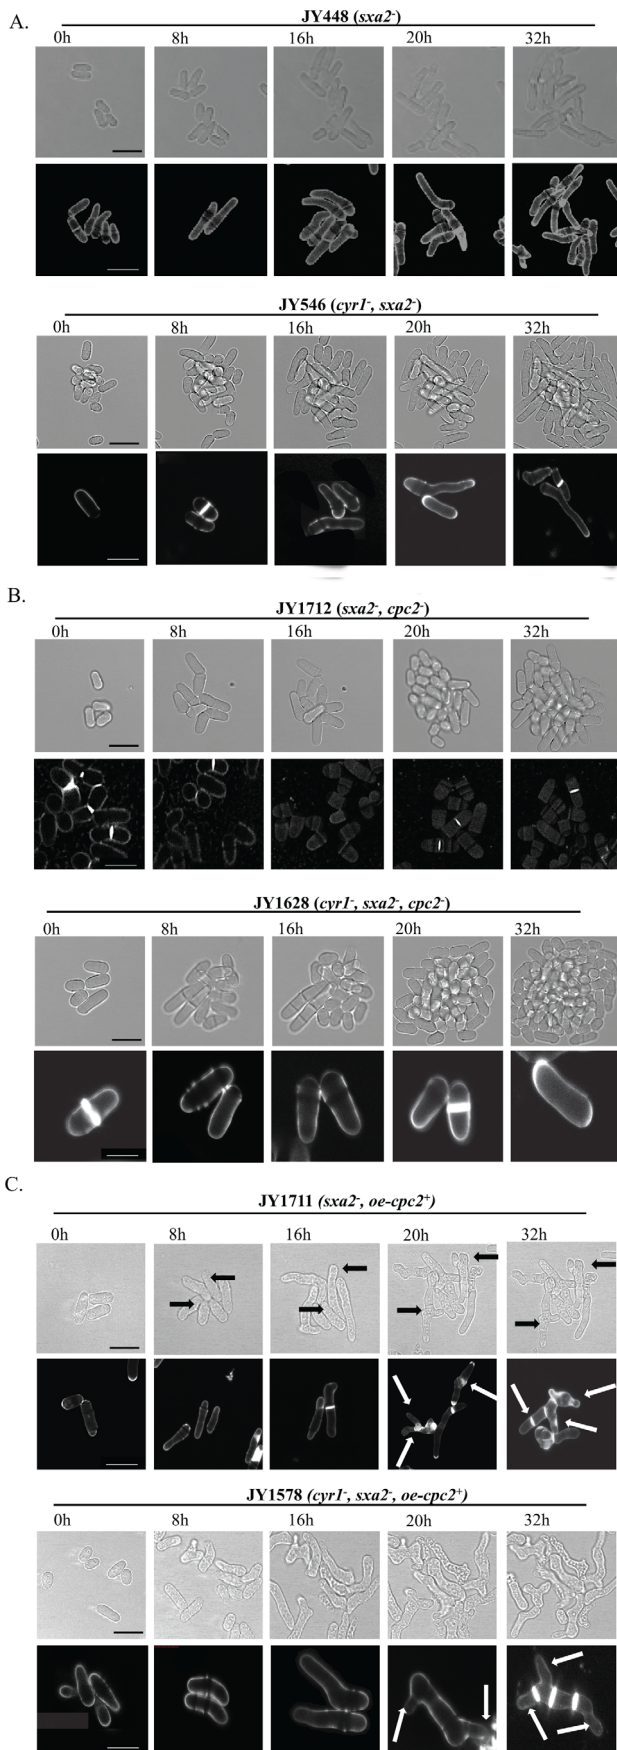 A.
JY448 (sxa2-)
0h 8h 16h 20h 32h
JY546 (cyr1-, sxa2-)
0h 8h 16h 20h 32h
B.
JY1712 (sxa2-, cpc2-)
0h 8h 16h 20h 32h
JY1628 (cyr1-, sxa2-, cpc2-)
0h 8h 16h 20h 32h
C.
JY1711 (sxa2-, oe-cpc2+)
0h 8h 16h 20h 32h
JY1578 (cyr1-, sxa2-, oe-cpc2+)
0h 8h 16h 20h 32h